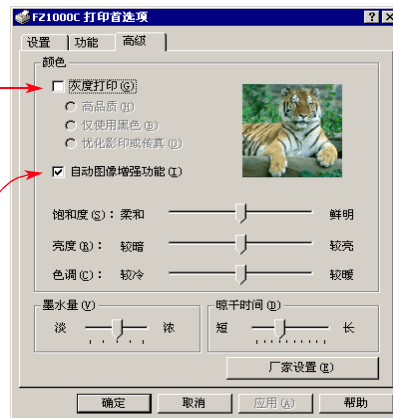 FZ1000C 打印首选项
设置 功能 高级
颜色
灰度打印(G)
高品质(H)
仅使用黑色(B)
优化影印或传真(O)
自动图像增强功能(I)
饱和度(S): 柔和 鲜明
亮度(R): 较暗 较亮
色调(C): 较冷 较暖
墨水量(V) 晾干时间(D)
淡 浓 短 长
厂家设置(E)
确定 取消 应用(A) 帮助